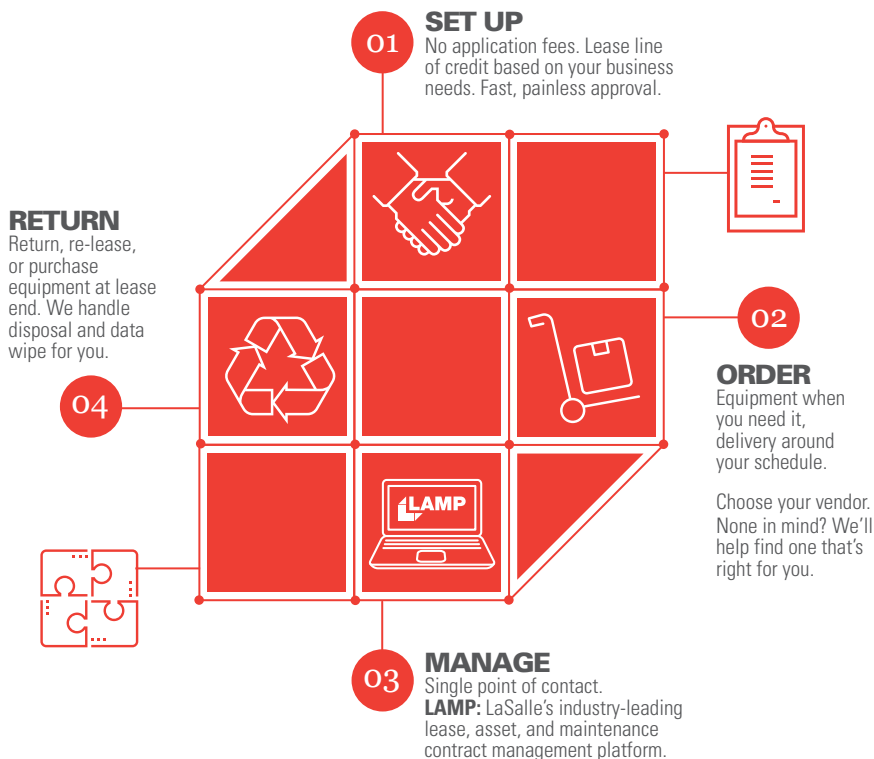 01
SET UP
No application fees. Lease line
of credit based on your business
needs. Fast, painless approval.
02
ORDER
Equipment when
you need it,
delivery around
your schedule.
Choose your vendor.
None in mind? We’ll
help find one that’s
right for you.
LAMP
03
MANAGE
Single point of contact.
LAMP: LaSalle’s industry-leading
lease, asset, and maintenance
contract management platform.
RETURN
Return, re-lease,
or purchase
equipment at lease
end. We handle
disposal and data
wipe for you.
04